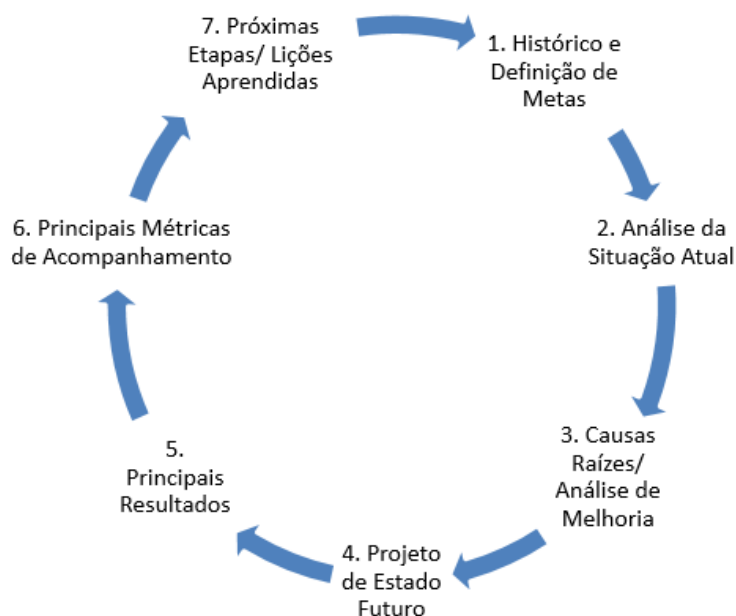 7. Próximas
Etapas/ Lições
Aprendidas
1. Histórico e
Definição de
Metas
2. Análise da
Situação Atual
3. Causas
Raízes/
Análise de
Melhoria
4. Projeto
de Estado
Futuro
5.
Principais
Resultados
6. Principais Métricas
de Acompanhamento